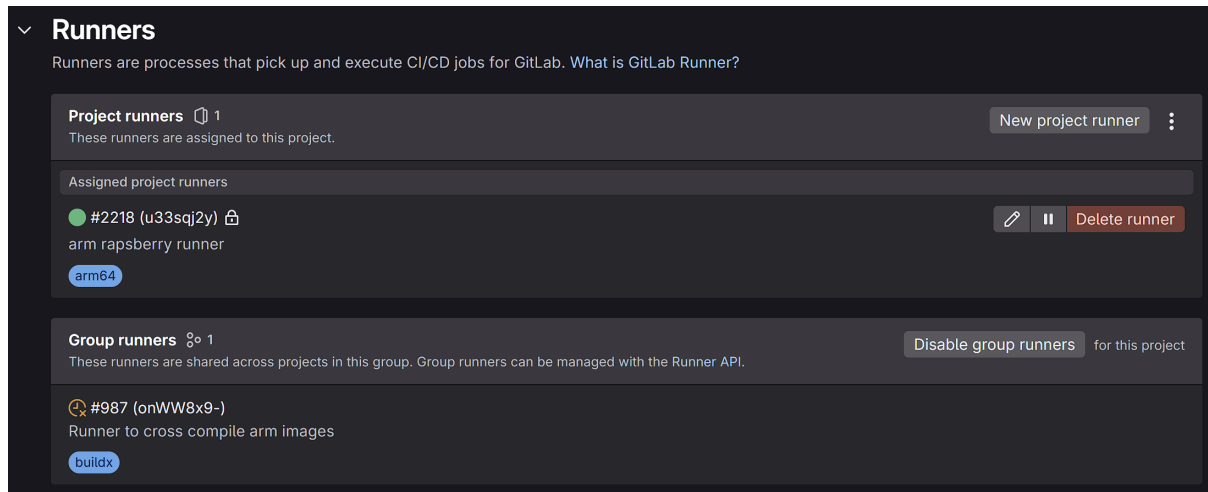 Runners
Runners are processes that pick up and execute CI/CD jobs for GitLab. What is GitLab Runner?
Project runners 1
New project runner
These runners are assigned to this project.
Assigned project runners
#2218 (u33sqj2y)
Delete runner
arm rapsberry runner
arm64
Group runners 1
Disable group runners for this project
These runners are shared across projects in this group. Group runners can be managed with the Runner API.
#987 (onWW8x9-)
Runner to cross compile arm images
buildx